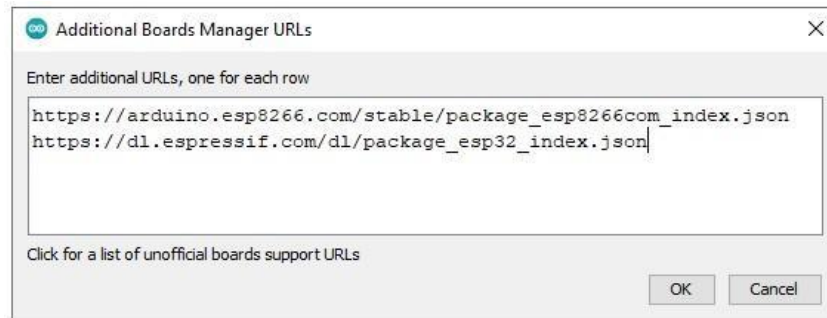 Additional Boards Manager URLs
Enter additional URLs, one for each row
https://arduino.esp8266.com/stable/package_esp8266com_index.json
https://dl.espressif.com/dl/package_esp32_index.json
Click for a list of unofficial boards support URLs
OK Cancel